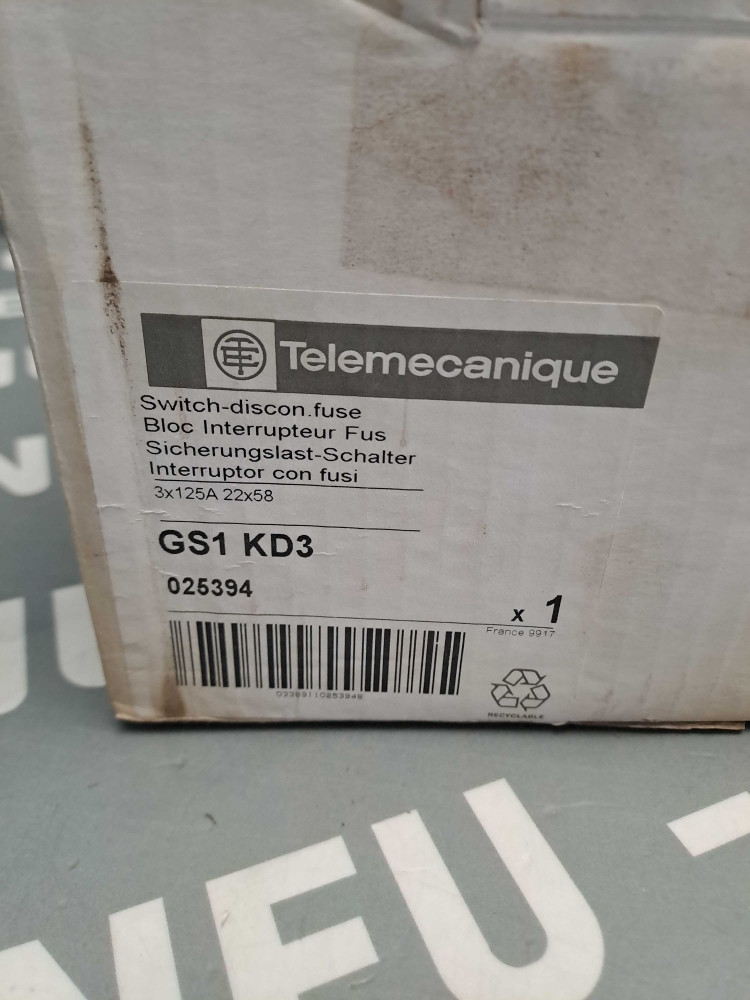 Telemecanique
Switch-discon.fuse
Bloc Interrupteur Fus
Sicherungslast-Schalter
Interruptor con fusi
3x125A 22x58
GS1 KD3
025394
x 1
France 9917
RECYCLABLE
NEU